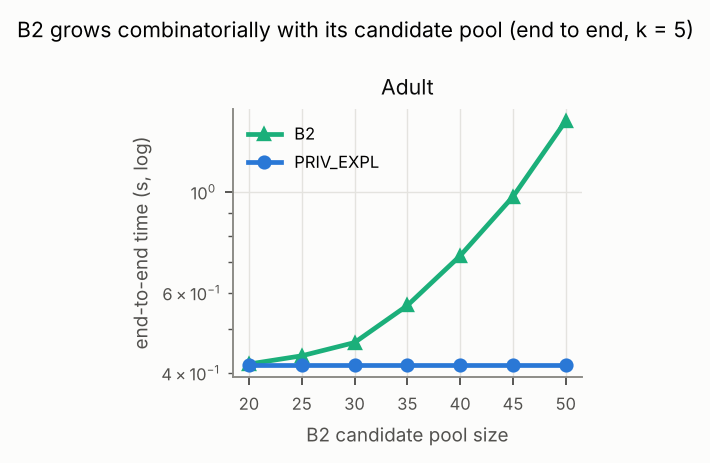 B2 grows combinatorially with its candidate pool (end to end, k = 5)
Adult
B2
PRIV_EXPL
end-to-end time (s, log)
10⁰
6 × 10⁻¹
4 × 10⁻¹
20 25 30 35 40 45 50
B2 candidate pool size